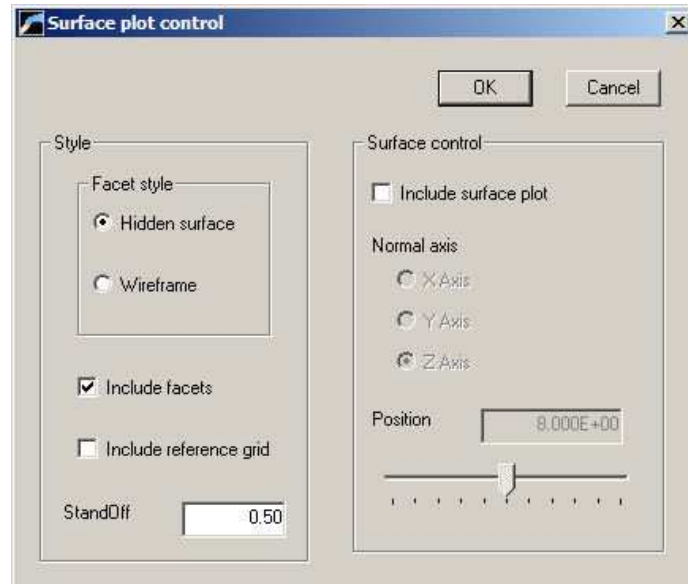 Surface plot control
OK
Cancel
Style
Facet style
Hidden surface
Wireframe
Include facets
Include reference grid
StandOff
0.50
Surface control
Include surface plot
Normal axis
X Axis
Y Axis
Z Axis
Position
8.000E+00